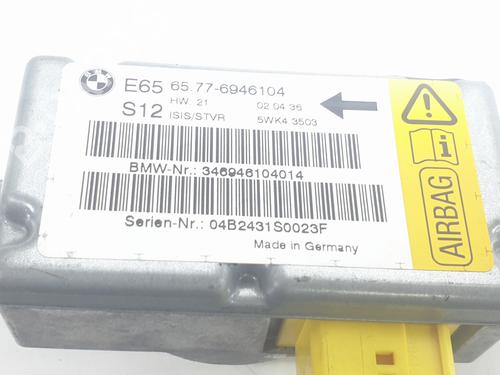 BMW
E65 65.77-6946104
HW 21 02.04.36
S12 ISIS/STVR 5WK4 3503
BMW-Nr.: 346946104014
Serien-Nr.: 04B2431S0023F
Made in Germany
AIRBAG